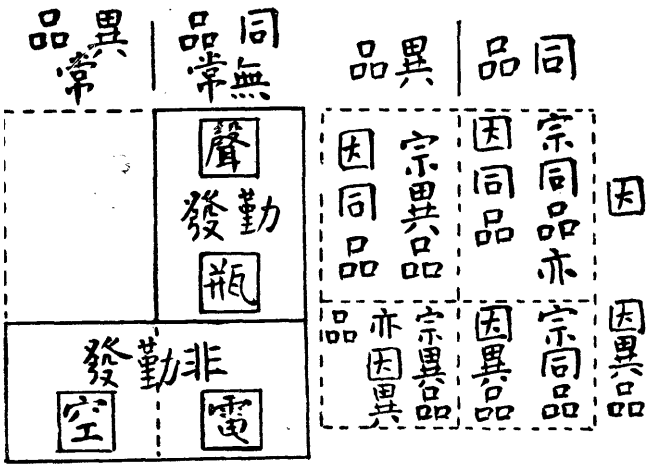 同品
異品
因
宗同品亦
因同品
宗異品
因同品
因異品
宗同品
因異品
宗異品
亦因異
品
同品
無常
異品
常
聲
勤發
瓶
非勤發
電
空